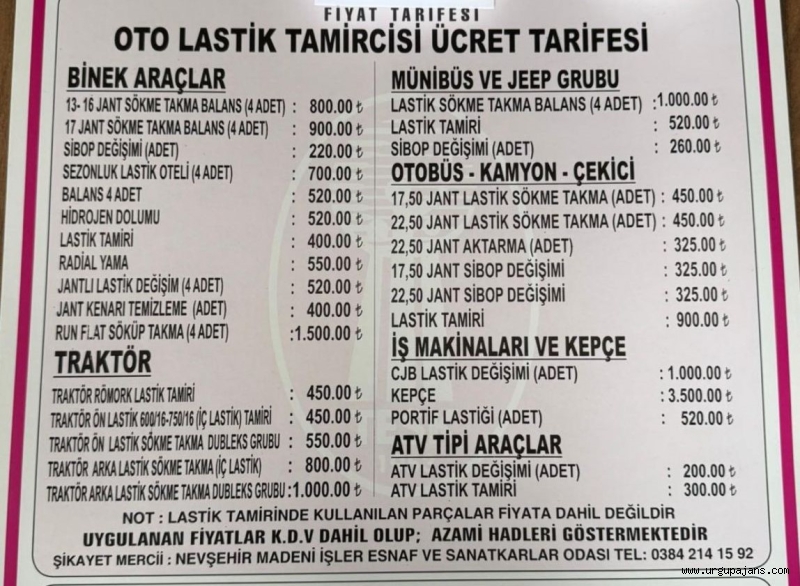 FİYAT TARİFESİ
OTO LASTİK TAMİRCİSİ ÜCRET TARİFESİ
BİNEK ARAÇLAR
13- 16 JANT SÖKME TAKMA BALANS (4 ADET) : 800.00 ₺
17 JANT SÖKME TAKMA BALANS (4 ADET) : 900.00 ₺
SİBOP DEĞİŞİMİ (ADET) : 220.00 ₺
SEZONLUK LASTİK OTELİ (4 ADET) : 700.00 ₺
BALANS 4 ADET : 520.00 ₺
HİDROJEN DOLUMU : 520.00 ₺
LASTİK TAMİRİ : 400.00 ₺
RADIAL YAMA : 550.00 ₺
JANTLI LASTİK DEĞİŞİM (4 ADET) : 520.00 ₺
JANT KENARI TEMİZLEME (ADET) : 400.00 ₺
RUN FLAT SÖKÜP TAKMA (4 ADET) :1.500.00 ₺
TRAKTÖR
TRAKTÖR RÖMORK LASTİK TAMİRİ : 450.00 ₺
TRAKTÖR ÖN LASTİK 600/16-750/16 (İÇ LASTİK) TAMİRİ : 450.00 ₺
TRAKTÖR ÖN LASTİK SÖKME TAKMA DUBLEKS GRUBU : 550.00 ₺
TRAKTÖR ARKA LASTİK SÖKME TAKMA (İÇ LASTİK) : 800.00 ₺
TRAKTÖR ARKA LASTİK SÖKME TAKMA DUBLEKS GRUBU :1.000.00 ₺
MÜNİBÜS VE JEEP GRUBU
LASTİK SÖKME TAKMA BALANS (4 ADET) :1.000.00 ₺
LASTİK TAMİRİ : 520.00 ₺
SİBOP DEĞİŞİMİ (ADET) : 260.00 ₺
OTOBÜS - KAMYON - ÇEKİCİ
17,50 JANT LASTİK SÖKME TAKMA (ADET) : 450.00 ₺
22,50 JANT LASTİK SÖKME TAKMA (ADET) : 450.00 ₺
22,50 JANT AKTARMA (ADET) : 325.00 ₺
17,50 JANT SİBOP DEĞİŞİMİ : 325.00 ₺
22,50 JANT SİBOP DEĞİŞİMİ : 325.00 ₺
LASTİK TAMİRİ : 900.00 ₺
İŞ MAKİNALARI VE KEPÇE
CJB LASTİK DEĞİŞİMİ (ADET) : 1.000.00 ₺
KEPÇE : 3.500.00 ₺
PORTİF LASTİĞİ (ADET) : 520.00 ₺
ATV TİPİ ARAÇLAR
ATV LASTİK DEĞİŞİMİ (ADET) : 200.00 ₺
ATV LASTİK TAMİRİ : 300.00 ₺
NOT : LASTİK TAMİRİNDE KULLANILAN PARÇALAR FİYATA DAHİL DEĞİLDİR
UYGULANAN FİYATLAR K.D.V DAHİL OLUP; AZAMİ HADLERİ GÖSTERMEKTEDİR
ŞİKAYET MERCİİ : NEVŞEHİR MADENİ İŞLER ESNAF VE SANATKARLAR ODASI TEL: 0384 214 15 92
www.urgupajans.com